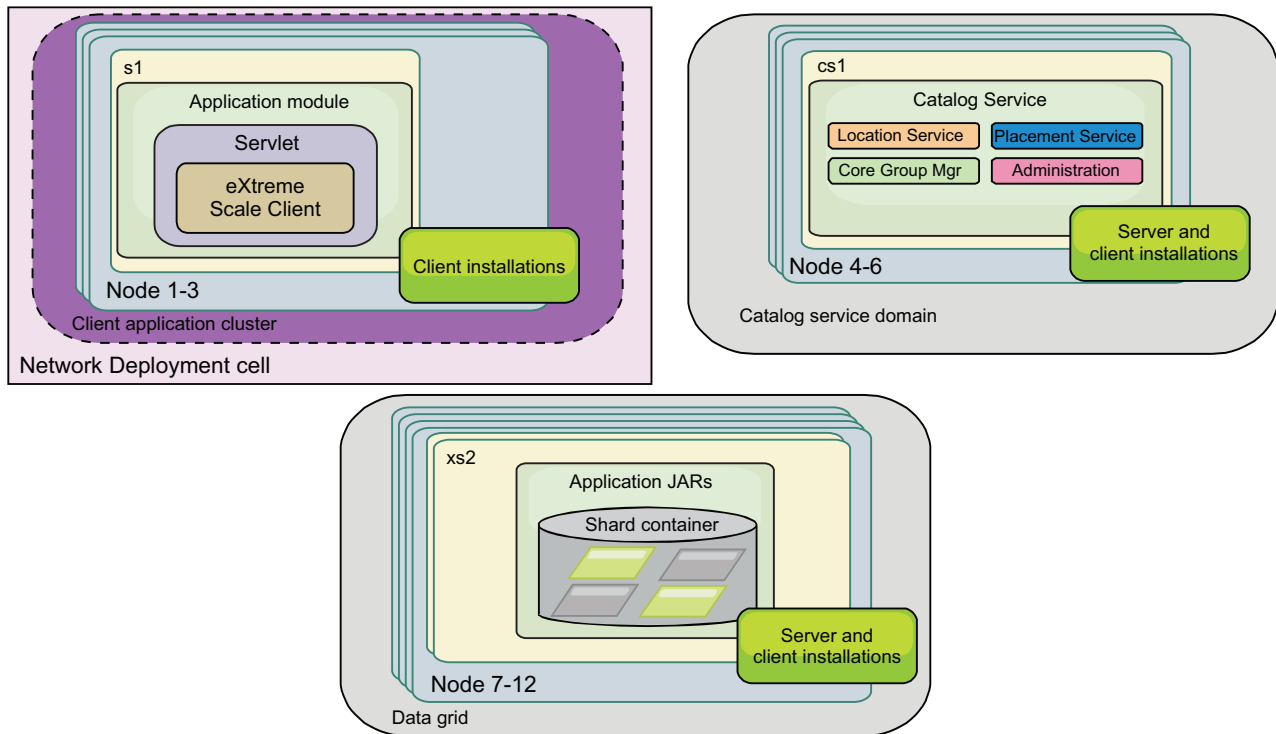 s1
Application module
Servlet
eXtreme
Scale Client
Client installations
Node 1-3
Client application cluster
Network Deployment cell
cs1
Catalog Service
Location Service
Placement Service
Core Group Mgr
Administration
Server and
client installations
Node 4-6
Catalog service domain
xs2
Application JARs
Shard container
Server and
client installations
Node 7-12
Data grid